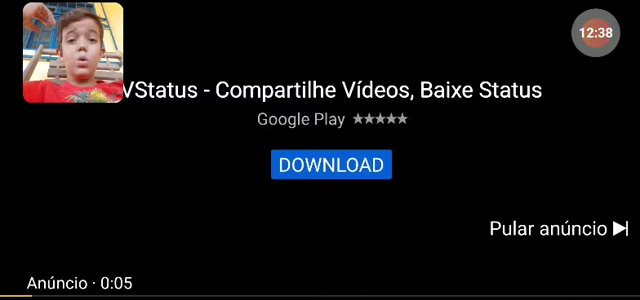 12:38
VStatus - Compartilhe Vídeos, Baixe Status
Google Play ★★★★★
DOWNLOAD
Pular anúncio
Anúncio · 0:05